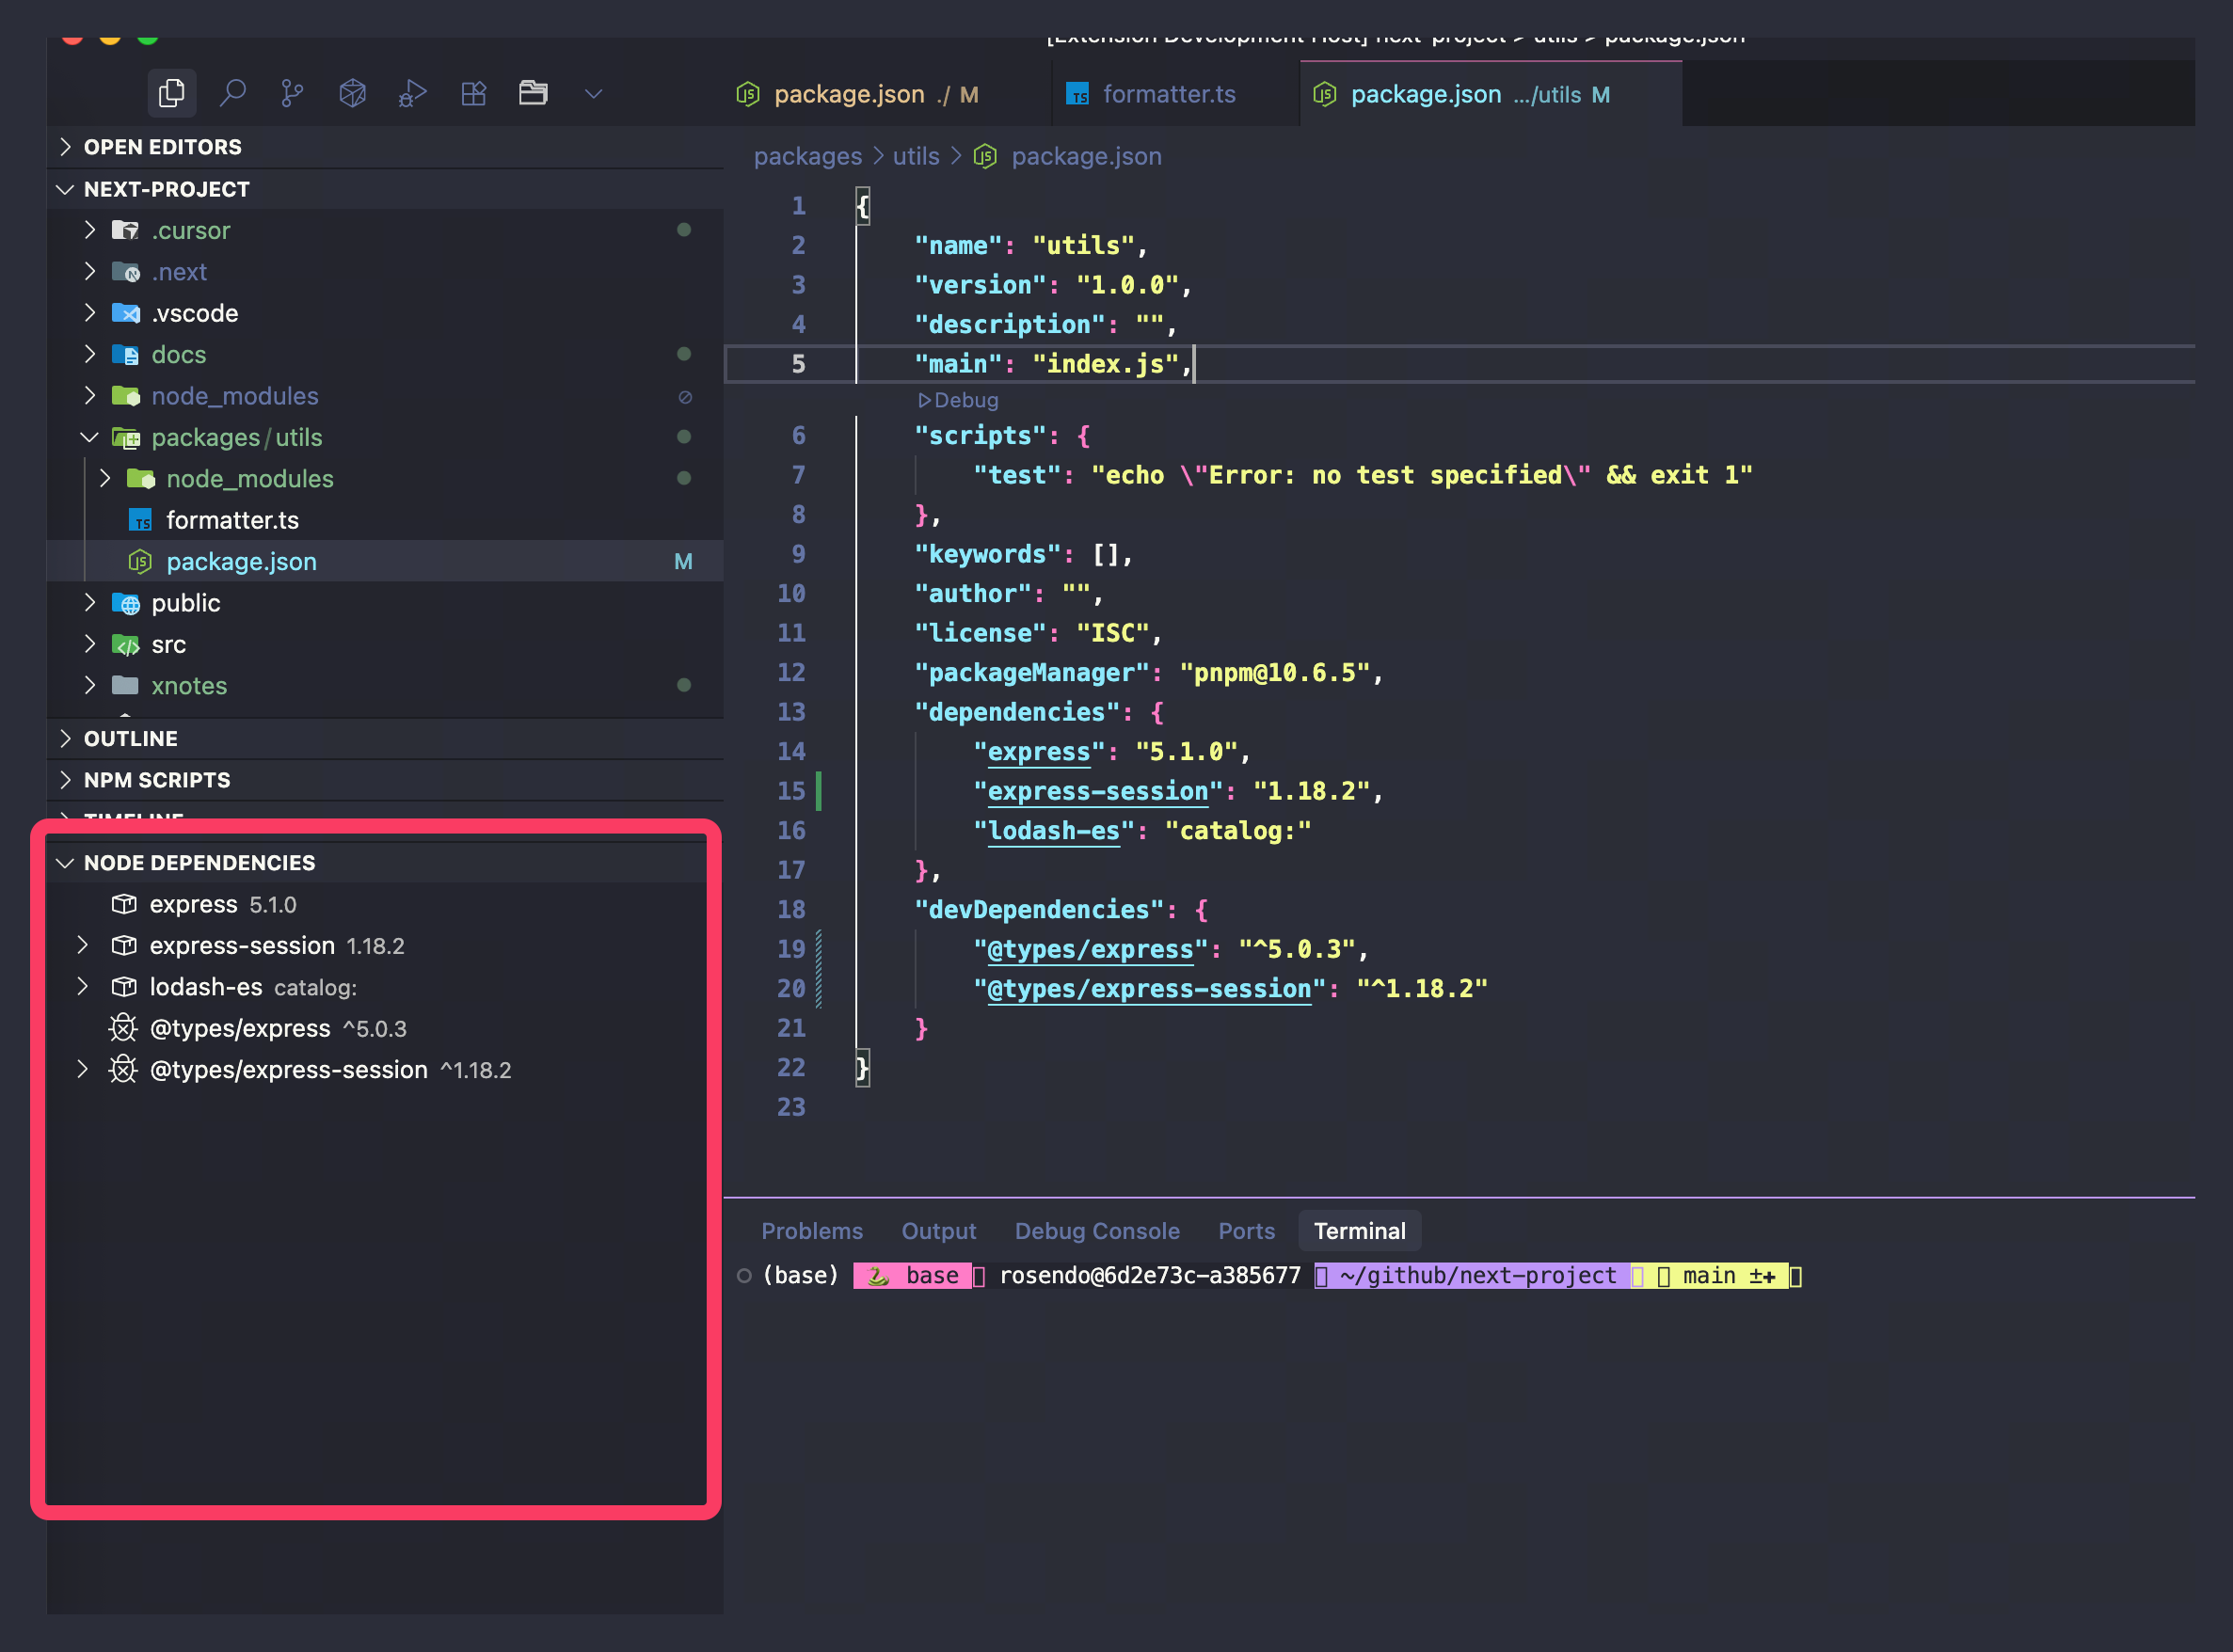 [Extension Development Host] next-project > utils > package.json
package.json ./ M
formatter.ts
package.json .../utils M
OPEN EDITORS
NEXT-PROJECT
.cursor
.next
.vscode
docs
node_modules
packages/utils
node_modules
formatter.ts
package.json M
public
src
xnotes
OUTLINE
NPM SCRIPTS
TIMELINE
NODE DEPENDENCIES
express 5.1.0
express-session 1.18.2
lodash-es catalog:
@types/express ^5.0.3
@types/express-session ^1.18.2
packages > utils > package.json
1 {
2 "name": "utils",
3 "version": "1.0.0",
4 "description": "",
5 "main": "index.js",
Debug
6 "scripts": {
7 "test": "echo \"Error: no test specified\" && exit 1"
8 },
9 "keywords": [],
10 "author": "",
11 "license": "ISC",
12 "packageManager": "pnpm@10.6.5",
13 "dependencies": {
14 "express": "5.1.0",
15 "express-session": "1.18.2",
16 "lodash-es": "catalog:"
17 },
18 "devDependencies": {
19 "@types/express": "^5.0.3",
20 "@types/express-session": "^1.18.2"
21 }
22 }
23
Problems Output Debug Console Ports Terminal
(base) 🐍 base rosendo@6d2e73c-a385677 ~/github/next-project main ±✚